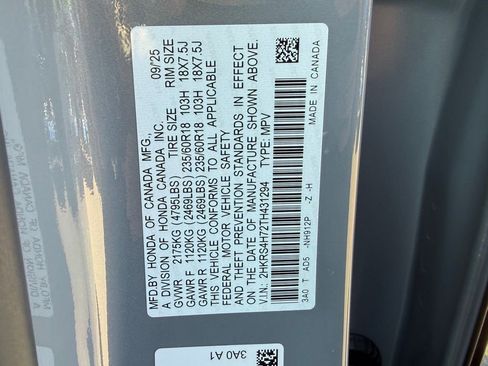 MFD. BY HONDA OF CANADA MFG., 09/25
A DIVISION OF HONDA CANADA INC. TIRE SIZE RIM SIZE
GVWR 2175KG (4795LBS)
GAWR F 1120KG (2469LBS) 235/60R18 103H 18X7.5J
GAWR R 1120KG (2469LBS) 235/60R18 103H 18X7.5J
THIS VEHICLE CONFORMS TO ALL APPLICABLE
FEDERAL MOTOR VEHICLE SAFETY
AND THEFT PREVENTION STANDARDS IN EFFECT
ON THE DATE OF MANUFACTURE SHOWN ABOVE.
V.I.N.: 2HKRS4H72TH431294 TYPE: MPV
3A0 T AD5 -NH912P -Z -H
MADE IN CANADA
3A0 A1